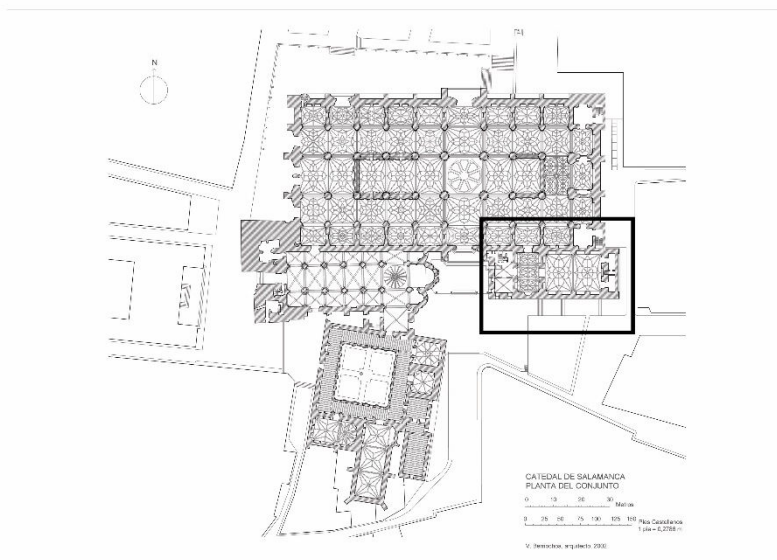 N
CATEDAL DE SALAMANCA
PLANTA DEL CONJUNTO
0 10 20 30 Metros
0 25 50 75 100 125 150 Pies Castellanos
1 pie = 0,2786 m
V. Berriochoa, arquitecto 2002